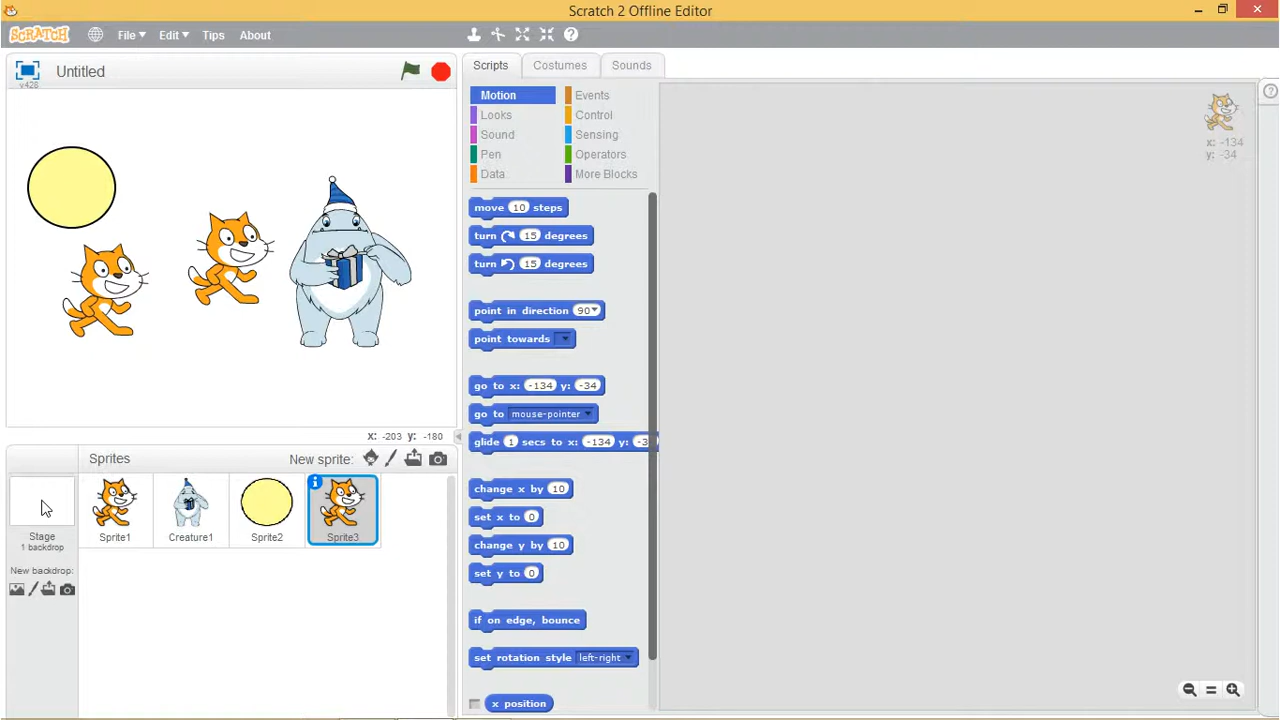 Scratch 2 Offline Editor
SCRATCH File Edit Tips About
v428 Untitled
Scripts Costumes Sounds
Motion Events
Looks Control
Sound Sensing
Pen Operators
Data More Blocks
x: -134
y: -34
move 10 steps
turn 15 degrees
turn 15 degrees
point in direction 90
point towards
go to x: -134 y: -34
go to mouse-pointer
glide 1 secs to x: -134 y: -3
change x by 10
set x to 0
change y by 10
set y to 0
if on edge, bounce
set rotation style left-right
x position
x: -203 y: -180
Sprites New sprite:
Stage
1 backdrop
New backdrop:
Sprite1 Creature1 Sprite2 Sprite3